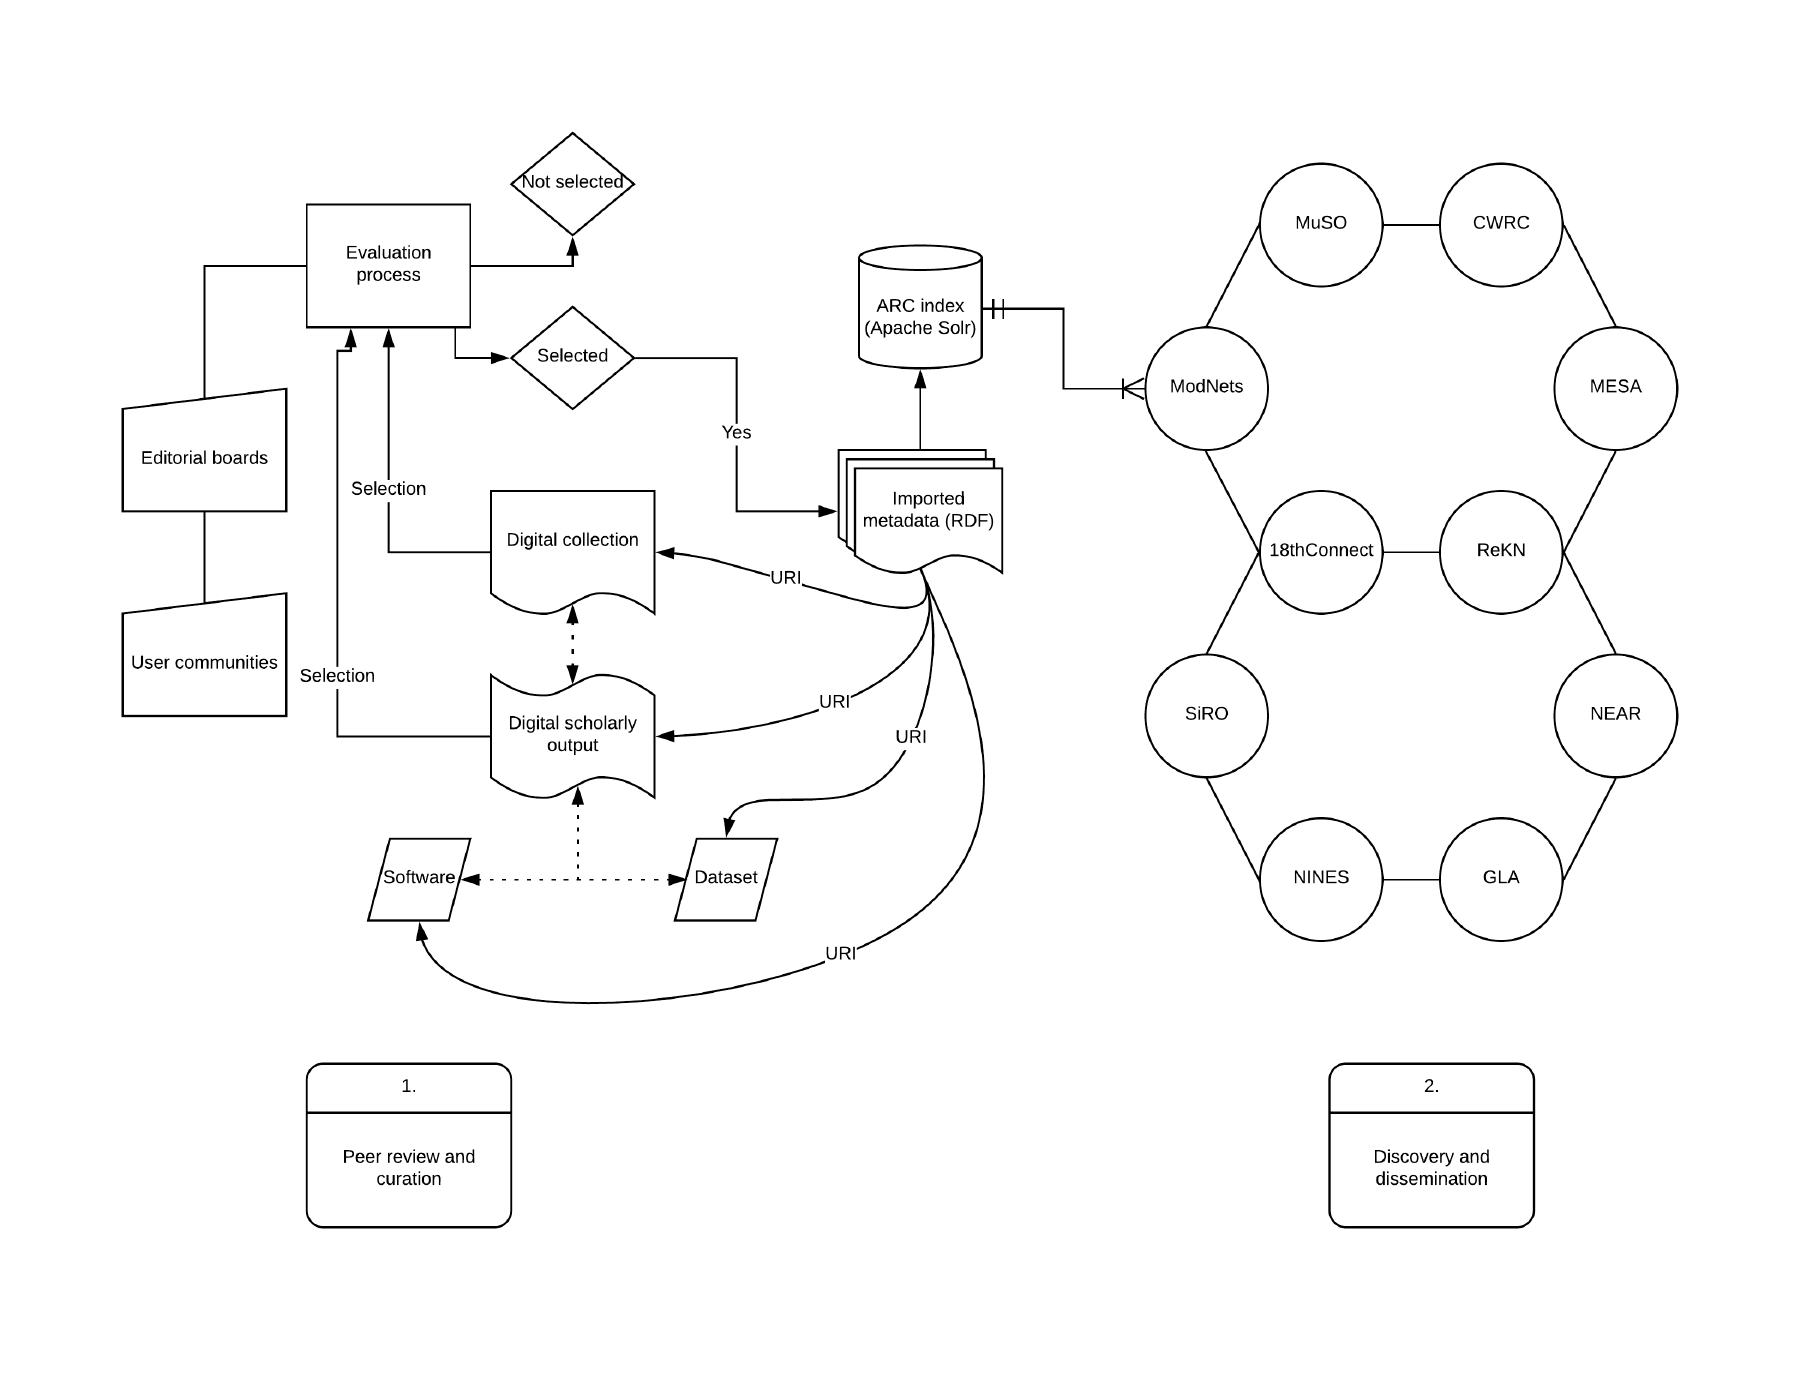 Not selected
Evaluation
process
Selected
Yes
Editorial boards
Selection
User communities
Selection
Digital collection
Digital scholarly
output
Software
Dataset
URI
URI
URI
URI
ARC index
(Apache Solr)
Imported
metadata (RDF)
MuSO
CWRC
ModNets
MESA
18thConnect
ReKN
SiRO
NEAR
NINES
GLA
1.
Peer review and
curation
2.
Discovery and
dissemination